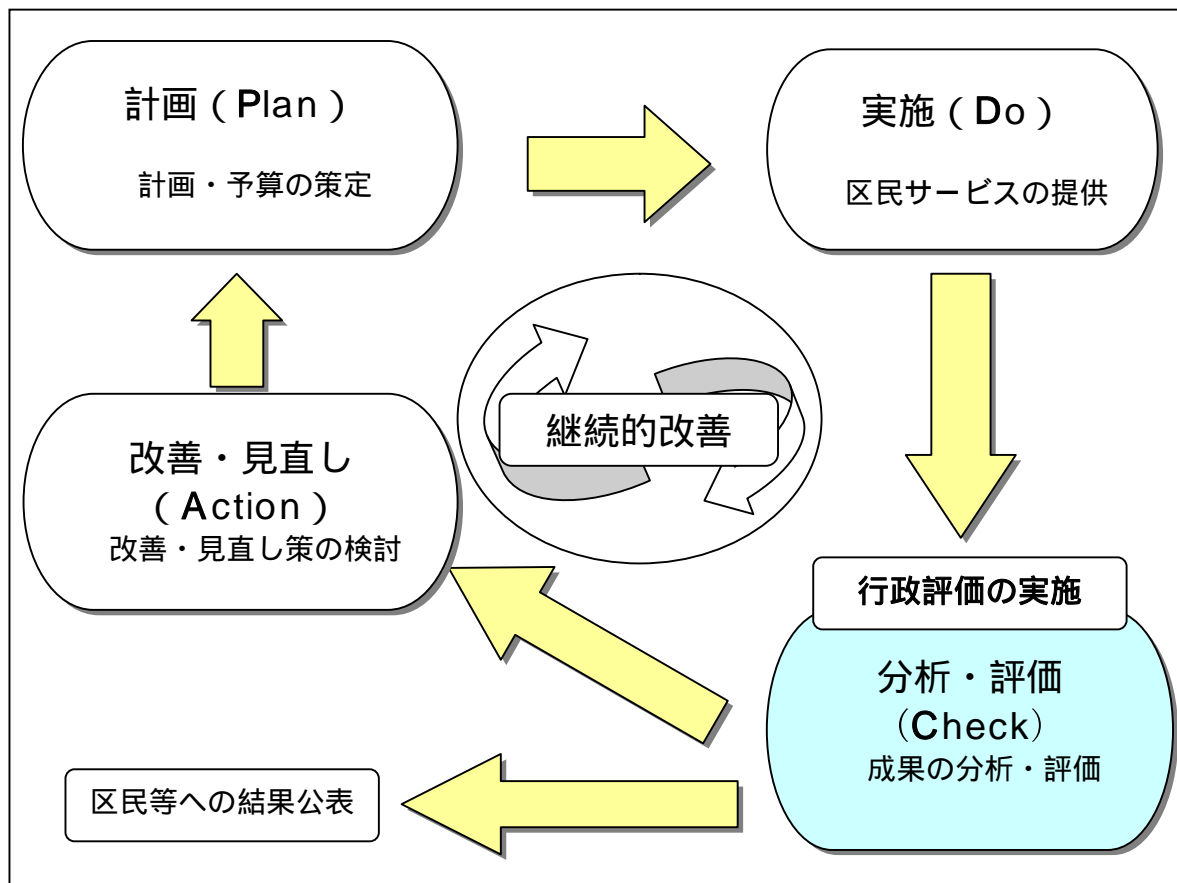 計画（Plan）
計画・予算の策定
実施（Do）
区民サービスの提供
継続的改善
改善・見直し
（Action）
改善・見直し策の検討
行政評価の実施
分析・評価
（Check）
成果の分析・評価
区民等への結果公表